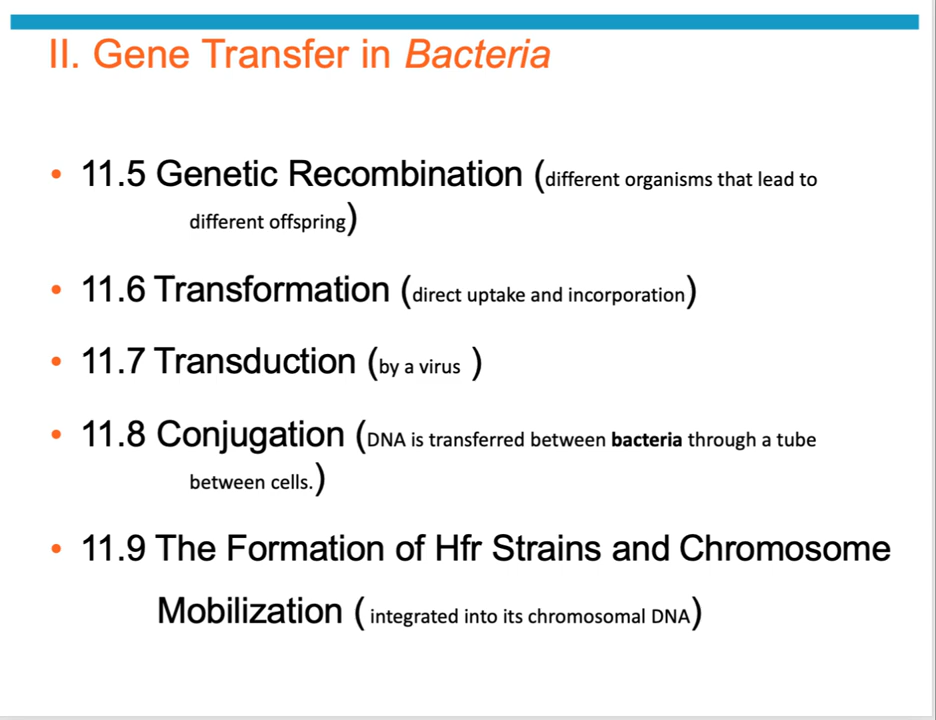 II. Gene Transfer in Bacteria
• 11.5 Genetic Recombination (different organisms that lead to
different offspring)
• 11.6 Transformation (direct uptake and incorporation)
• 11.7 Transduction (by a virus )
• 11.8 Conjugation (DNA is transferred between bacteria through a tube
between cells.)
• 11.9 The Formation of Hfr Strains and Chromosome
Mobilization ( integrated into its chromosomal DNA)